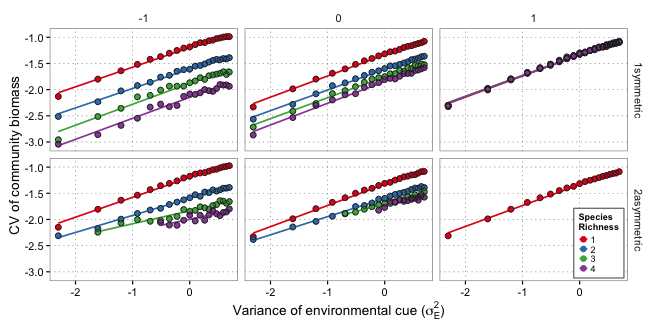 -1 0 1
CV of community biomass
-1.0
-1.5
-2.0
-2.5
-3.0
1symmetric
-1.0
-1.5
-2.0
-2.5
-3.0
2asymmetric
Species
Richness
1
2
3
4
-2 -1 0 -2 -1 0 -2 -1 0
Variance of environmental cue (σ²E)